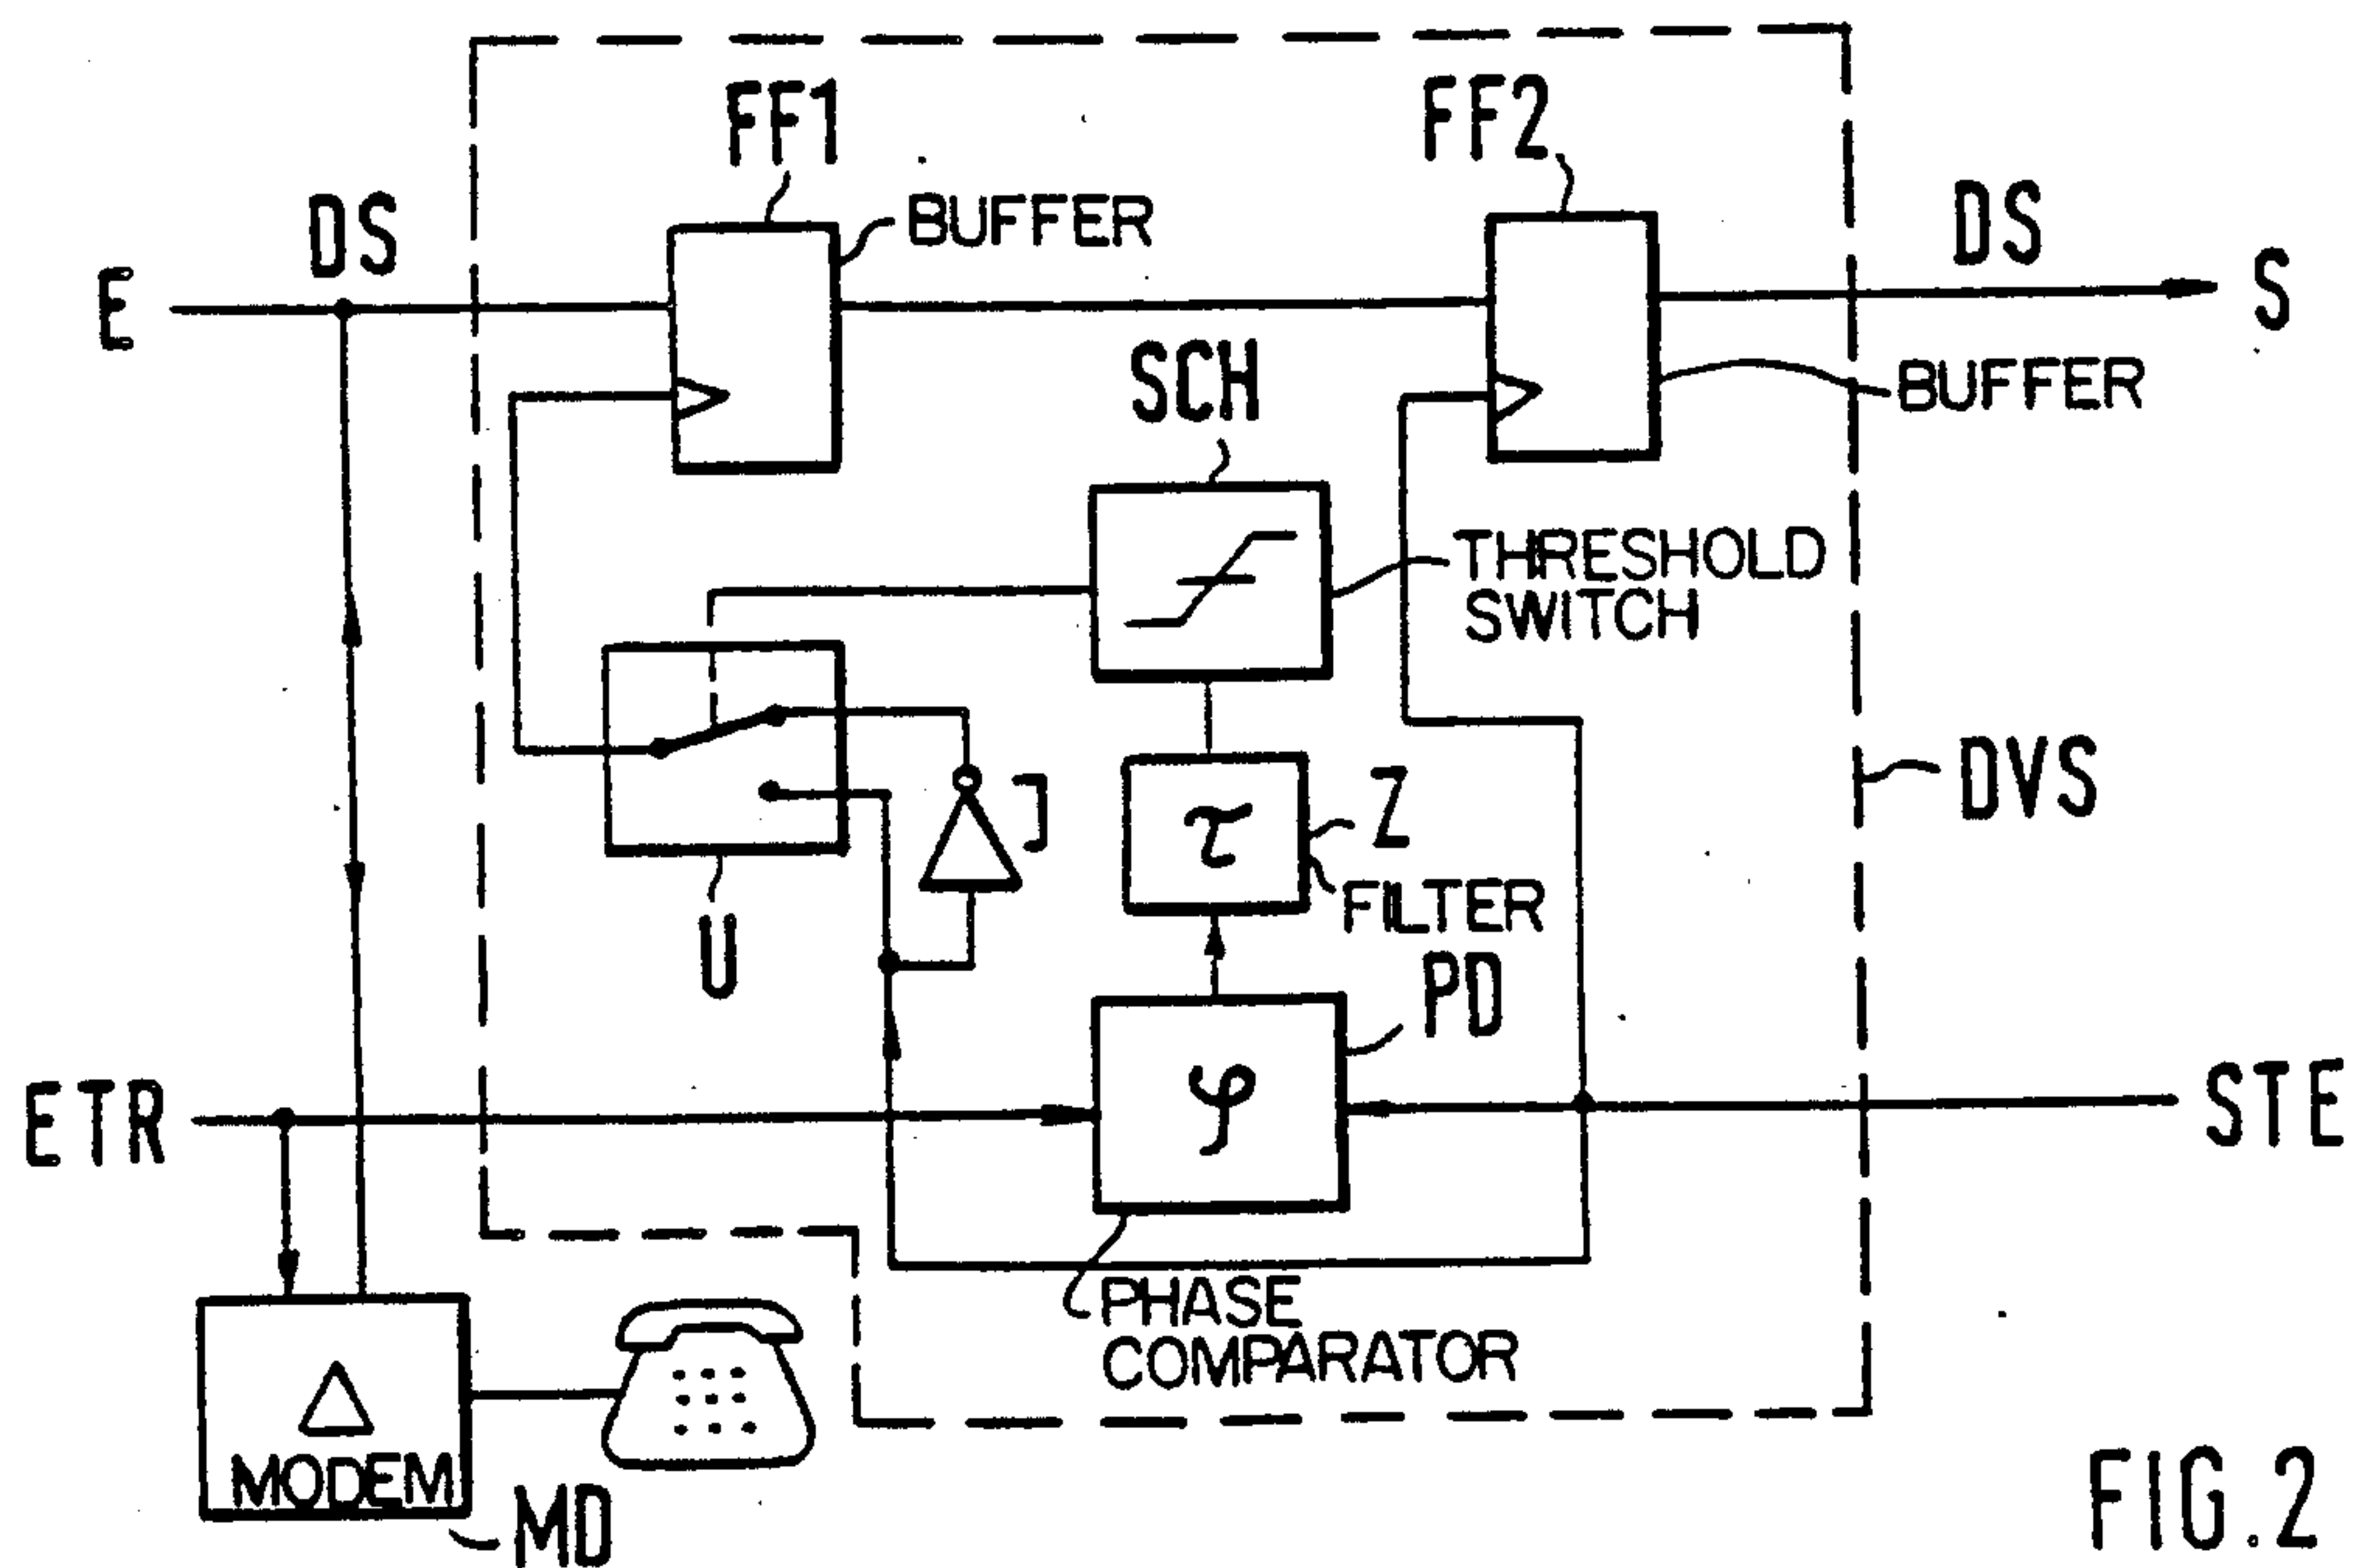 FF1
FF2
DS
BUFFER
DS
E
S
SCH
BUFFER
THRESHOLD
SWITCH
DVS
J
τ
Z
FILTER
U
PD
φ
ETR
STE
PHASE
COMPARATOR
MODEM
MD
FIG.2